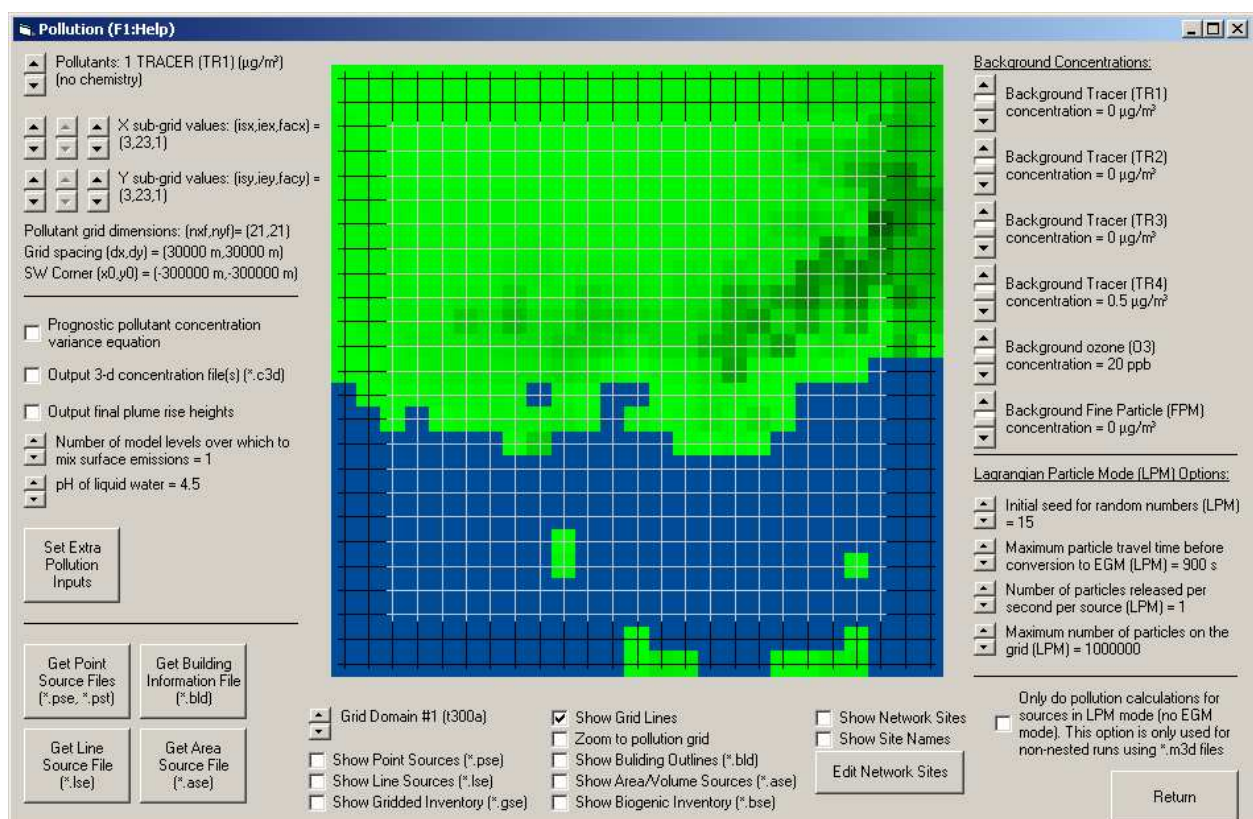 Pollution (F1:Help)
Pollutants: 1 TRACER (TR1) (µg/m³)
(no chemistry)
X sub-grid values: (isx,iex,facx) =
(3,23,1)
Y sub-grid values: (isy,iey,facy) =
(3,23,1)
Pollutant grid dimensions: (nxf,nyf)= (21,21)
Grid spacing (dx,dy) = (30000 m,30000 m)
SW Corner (x0,y0) = (-300000 m,-300000 m)
Prognostic pollutant concentration
variance equation
Output 3-d concentration file(s) (*.c3d)
Output final plume rise heights
Number of model levels over which to
mix surface emissions = 1
pH of liquid water = 4.5
Set Extra
Pollution
Inputs
Get Point
Source Files
(*.pse, *.pst)
Get Building
Information File
(*.bld)
Get Line
Source File
(*.lse)
Get Area
Source File
(*.ase)
Grid Domain #1 (t300a)
Show Point Sources (*.pse)
Show Line Sources (*.lse)
Show Gridded Inventory (*.gse)
Show Grid Lines
Zoom to pollution grid
Show Buliding Outlines (*.bld)
Show Area/Volume Sources (*.ase)
Show Biogenic Inventory (*.bse)
Show Network Sites
Show Site Names
Edit Network Sites
Background Concentrations:
Background Tracer (TR1)
concentration = 0 µg/m³
Background Tracer (TR2)
concentration = 0 µg/m³
Background Tracer (TR3)
concentration = 0 µg/m³
Background Tracer (TR4)
concentration = 0.5 µg/m³
Background ozone (O3)
concentration = 20 ppb
Background Fine Particle (FPM)
concentration = 0 µg/m³
Lagrangian Particle Mode (LPM) Options:
Initial seed for random numbers (LPM)
= 15
Maximum particle travel time before
conversion to EGM (LPM) = 900 s
Number of particles released per
second per source (LPM) = 1
Maximum number of particles on the
grid (LPM) = 1000000
Only do pollution calculations for
sources in LPM mode (no EGM
mode). This option is only used for
non-nested runs using *.m3d files
Return